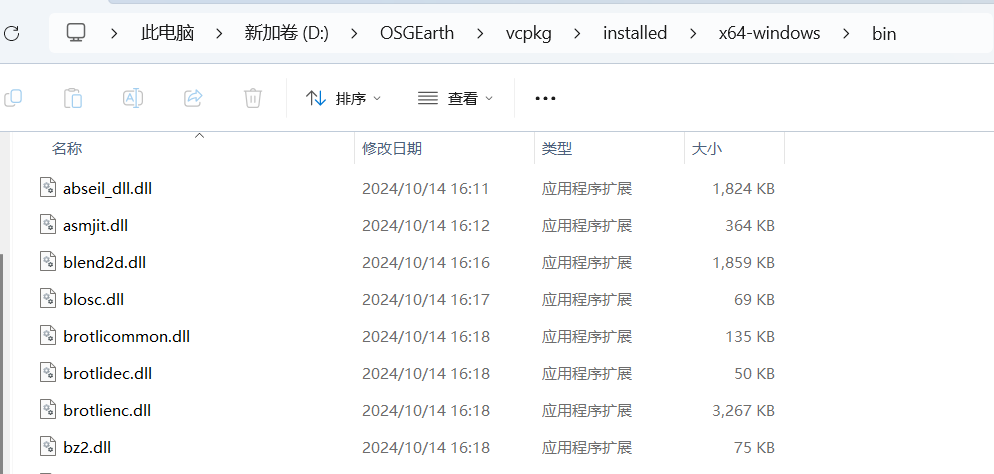 此电脑 > 新加卷 (D:) > OSGEarth > vcpkg > installed > x64-windows > bin
排序 查看
名称 修改日期 类型 大小
abseil_dll.dll 2024/10/14 16:11 应用程序扩展 1,824 KB
asmjit.dll 2024/10/14 16:12 应用程序扩展 364 KB
blend2d.dll 2024/10/14 16:16 应用程序扩展 1,859 KB
blosc.dll 2024/10/14 16:17 应用程序扩展 69 KB
brotlicommon.dll 2024/10/14 16:18 应用程序扩展 135 KB
brotlidec.dll 2024/10/14 16:18 应用程序扩展 50 KB
brotlienc.dll 2024/10/14 16:18 应用程序扩展 3,267 KB
bz2.dll 2024/10/14 16:18 应用程序扩展 75 KB